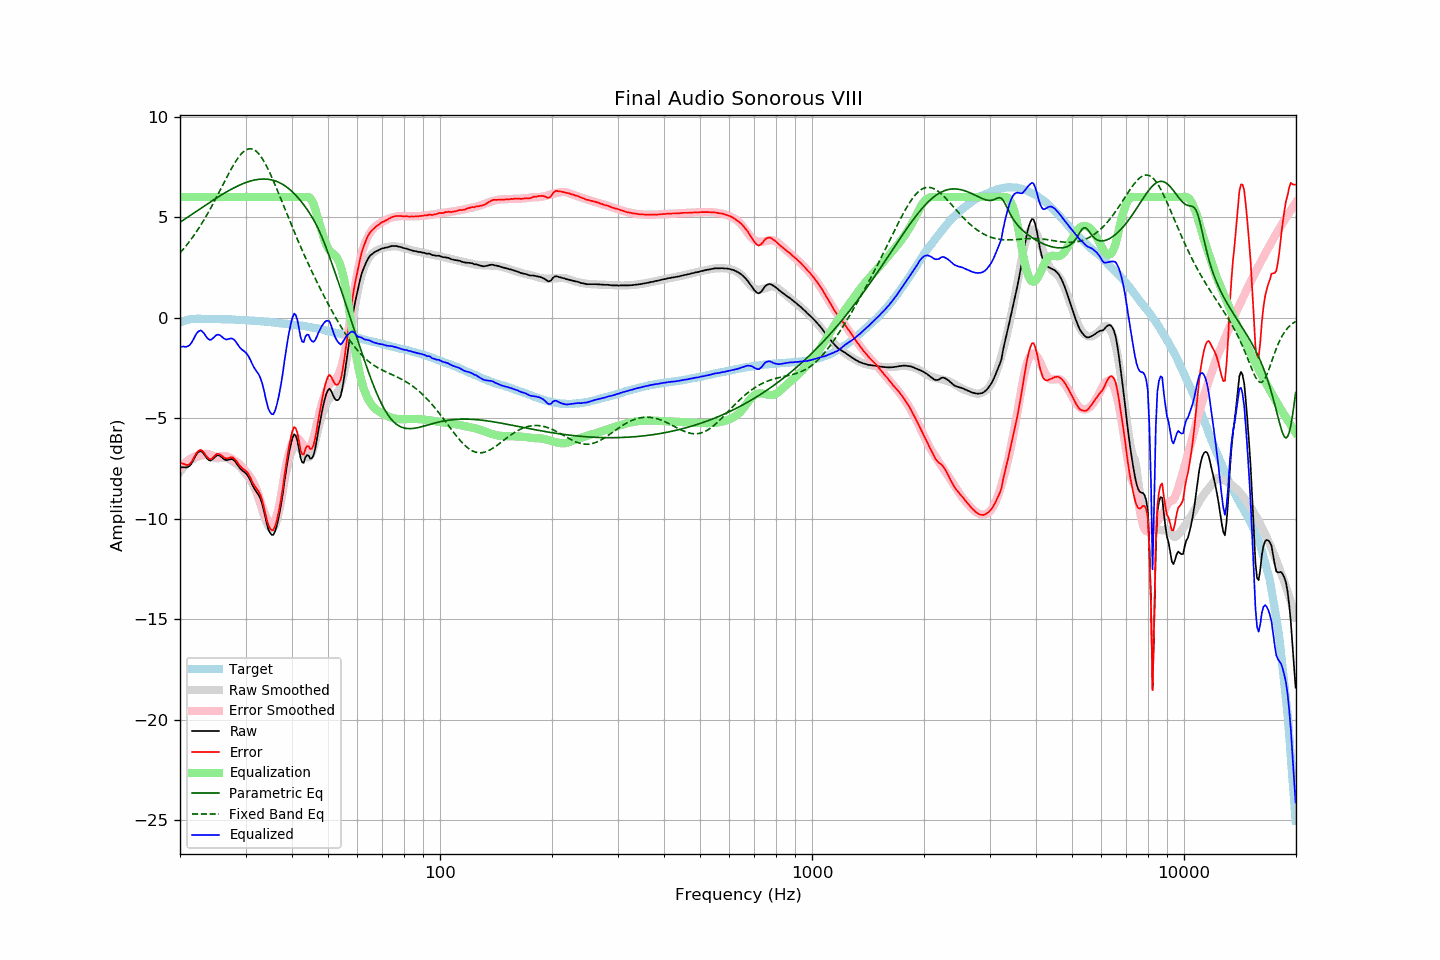 Final Audio Sonorous VIII
10
5
0
−5
−10
−15
−20
−25
Amplitude (dBr)
Target
Raw Smoothed
Error Smoothed
Raw
Error
Equalization
Parametric Eq
Fixed Band Eq
Equalized
100
1000
10000
Frequency (Hz)